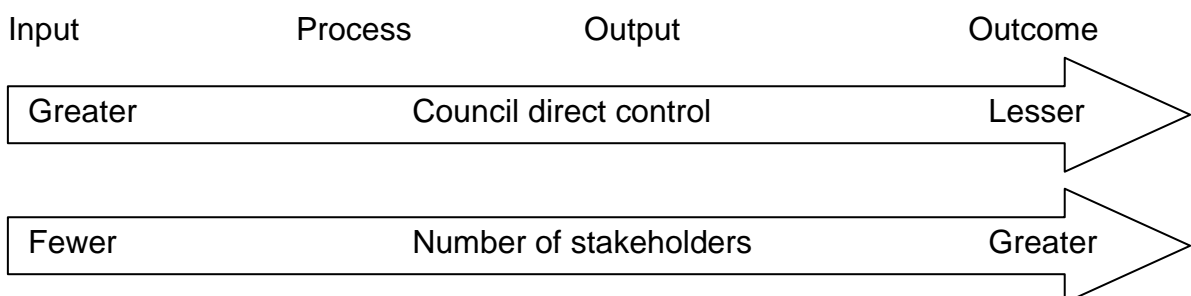 Input Process Output Outcome
Greater Council direct control Lesser
Fewer Number of stakeholders Greater